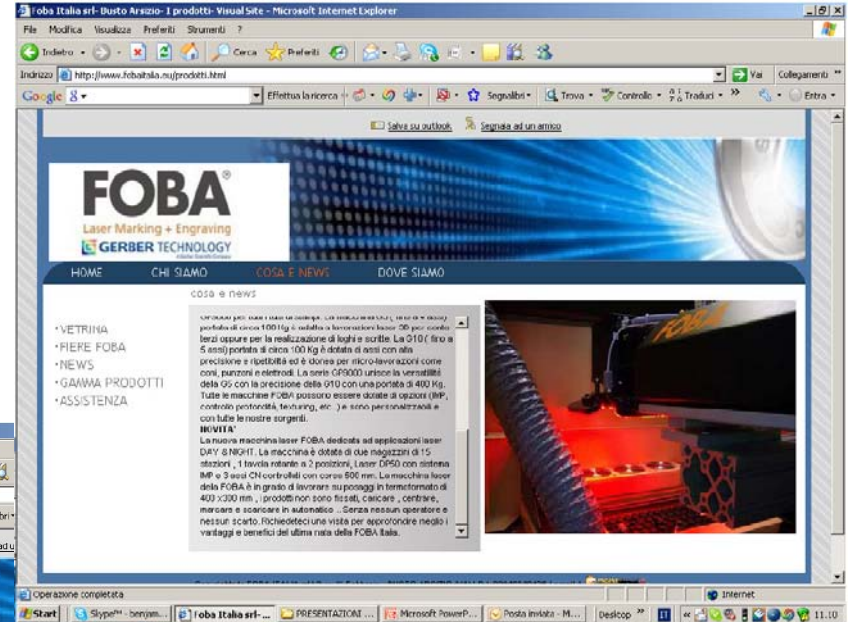 Foba Italia srl- Busto Arsizio- I prodotti- Visual Site - Microsoft Internet Explorer
File Modifica Visualizza Preferiti Strumenti ?
Indietro Cerca Preferiti
Indirizzo http://www.fobaitalia.eu/prodotti.html Vai Collegamenti »
Google Effettua la ricerca Segnalibri Trova Controllo Traduci » Entra
Salva su outlook Segnala ad un amico
FOBA®
Laser Marking + Engraving
GERBER TECHNOLOGY
HOME CHI SIAMO COSA E NEWS DOVE SIAMO
cosa e news
•VETRINA
•FIERE FOBA
•NEWS
•GAMMA PRODOTTI
•ASSISTENZA
portata di circa 100 Kg è adatta a lavorazioni laser 3D per conto
terzi oppure per la realizzazione di loghi e scritte. La G10 ( fino a
5 assi) portata di circa 100 Kg è dotata di assi con alta
precisione e ripetibiltà ed è idonea per micro-lavorazioni come
coni, punzoni e elettrodi. La serie GP9000 unisce la versatilità
della G5 con la precisione della G10 con una portata di 400 Kg.
Tutte le macchine FOBA possono essere dotate di opzioni (IMP,
controllo profondità, texturing, etc..) e sono personalizzabili e
con tutte le nostre sorgenti.
NOVITA'
La nuova macchina laser FOBA dedicata ad applicazioni laser
DAY & NIGHT. La macchina è dotata di due magazzini di 15
stazioni , 1 tavola rotante a 2 posizioni, Laser DP50 con sistema
IMP e 3 assi CN controllati con corsa 500 mm. La macchina laser
della FOBA è in grado di lavorare su posaggi in termoformato di
400 x300 mm , i prodotti non sono fissati, caricare , centrare,
marcare e scaricare in automatico .. Senza nessun operatore e
nessun scarto. Richiedeteci una visita per approfondire meglio i
vantaggi e benefici del ultima nata della FOBA Italia.
FOBA
Operazione completata Internet
Start Skype™ - benjam... Foba Italia srl-... PRESENTAZIONI ... Microsoft PowerP... Posta inviata - M... Desktop » IT 11.10